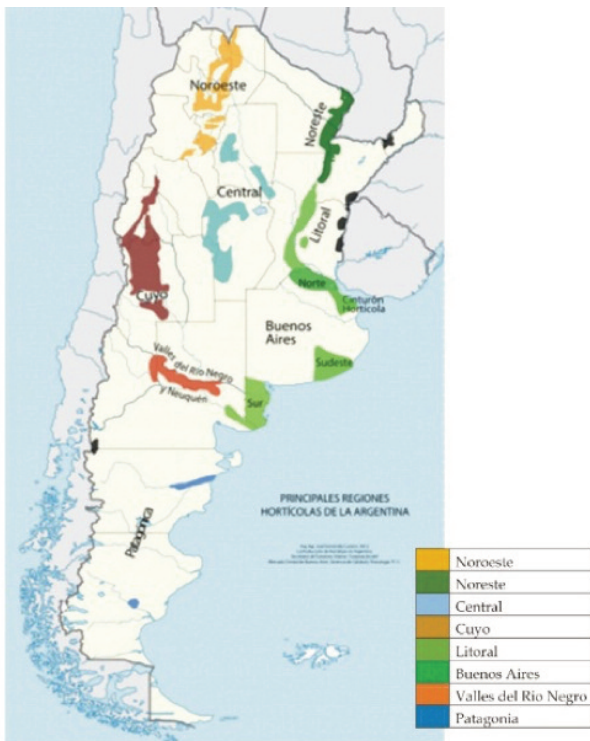 Noroeste
Noreste
Central
Litoral
Cuyo
Norte
Cinturón
Hortícola
Buenos
Aires
Sudeste
Valles del Río Negro
y Neuquén
Sur
PRINCIPALES REGIONES
HORTÍCOLAS DE LA ARGENTINA
Patagonica
Noroeste
Noreste
Central
Cuyo
Litoral
Buenos Aires
Valles del Rio Negro
Patagonia